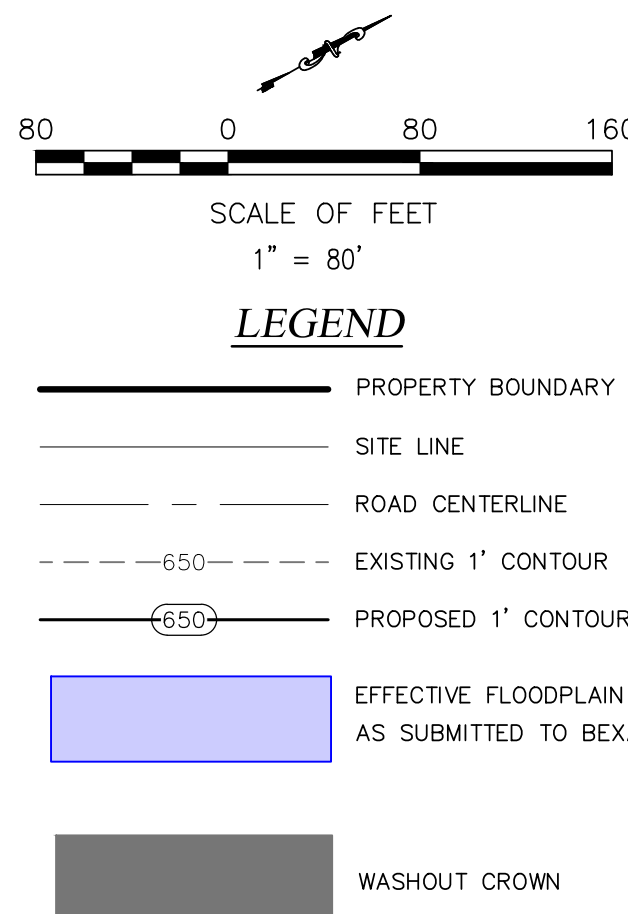 80 0 80 160
SCALE OF FEET
1" = 80'
LEGEND
PROPERTY BOUNDARY
SITE LINE
ROAD CENTERLINE
650 EXISTING 1' CONTOUR
650 PROPOSED 1' CONTOUR
EFFECTIVE FLOODPLAIN
AS SUBMITTED TO
WASHOUT CROWN